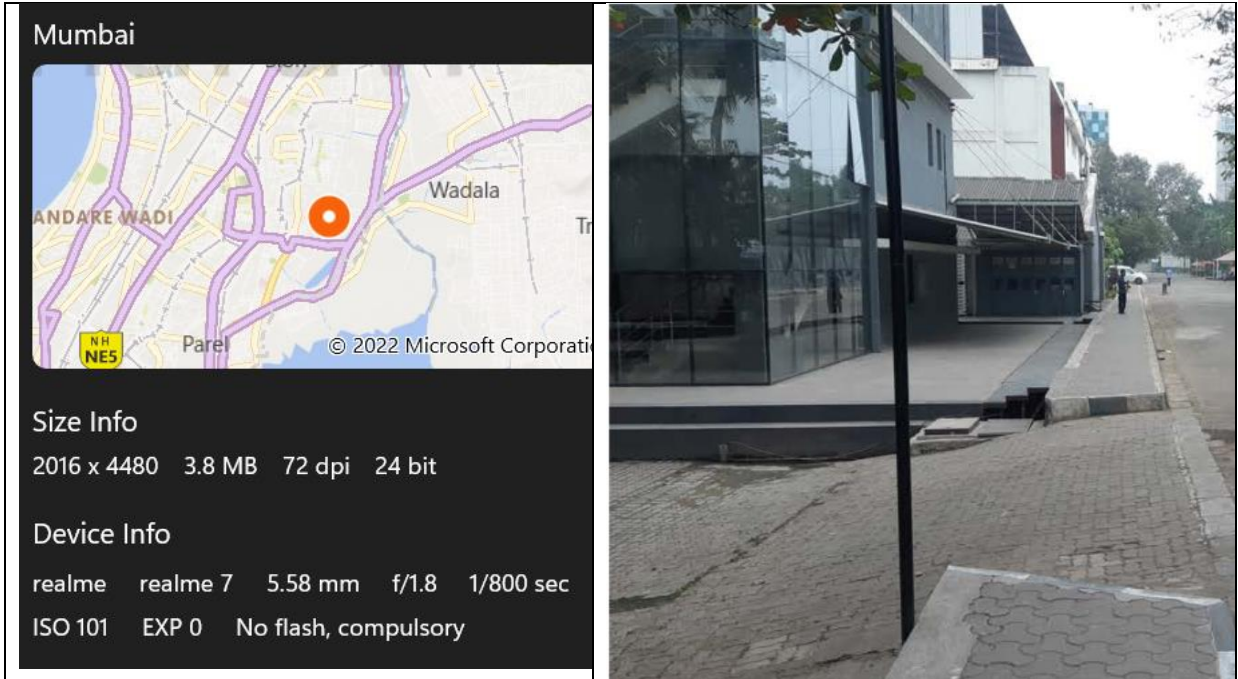 Mumbai
Sion
Wadala
ANDARE WADI
Tr
NH
NE5
Parel
© 2022 Microsoft Corporati
Size Info
2016 x 4480 3.8 MB 72 dpi 24 bit
Device Info
realme realme 7 5.58 mm f/1.8 1/800 sec
ISO 101 EXP 0 No flash, compulsory